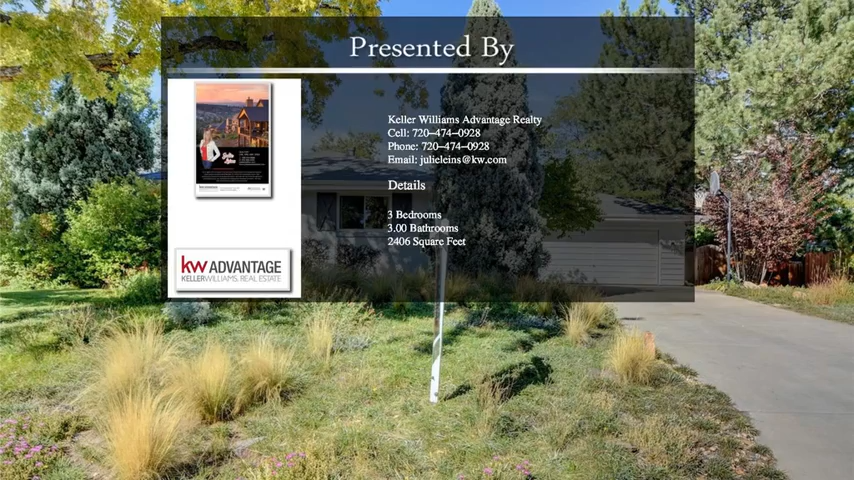 Presented By
Keller Williams Advantage Realty
Cell: 720-474-0928
Phone: 720-474-0928
Email: julieleins@kw.com
Details
3 Bedrooms
3.00 Bathrooms
2406 Square Feet
kw ADVANTAGE
KELLERWILLIAMS. REAL ESTATE